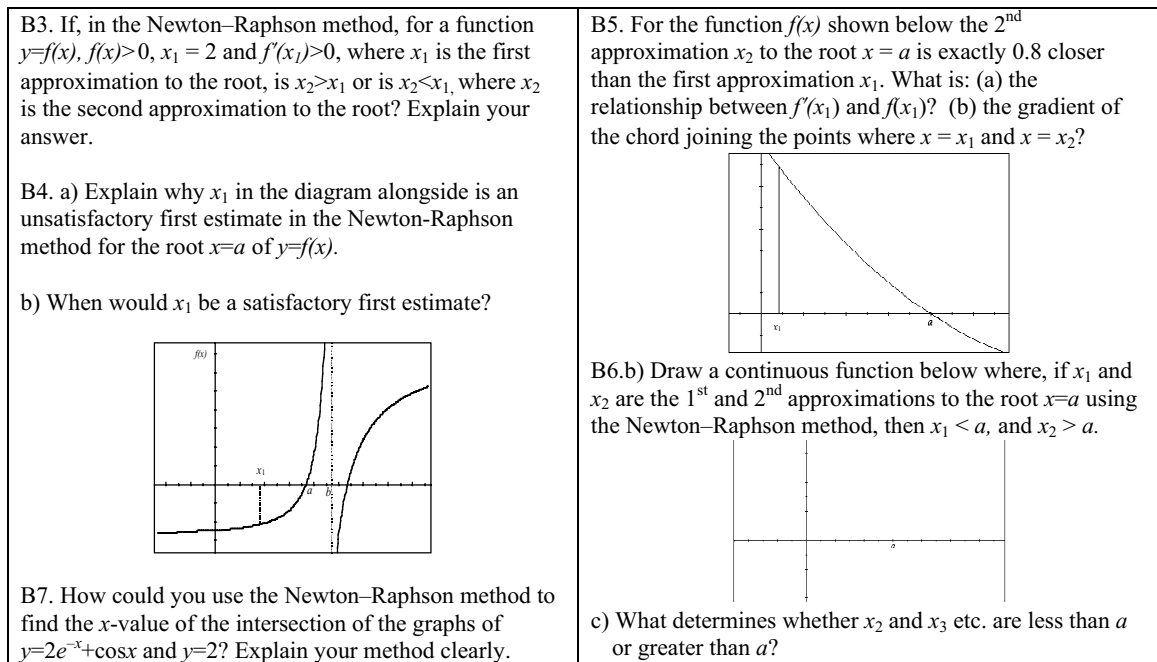 B3. If, in the Newton–Raphson method, for a function
y=f(x), f(x)>0, x₁ = 2 and f′(x₁)>0, where x₁ is the first
approximation to the root, is x₂>x₁ or is x₂<x₁, where x₂
is the second approximation to the root? Explain your
answer.
B4. a) Explain why x₁ in the diagram alongside is an
unsatisfactory first estimate in the Newton-Raphson
method for the root x=a of y=f(x).
b) When would x₁ be a satisfactory first estimate?
f(x)
x₁
a b
B7. How could you use the Newton–Raphson method to
find the x-value of the intersection of the graphs of
y=2e⁻ˣ+cosx and y=2? Explain your method clearly.
B5. For the function f(x) shown below the 2ⁿᵈ
approximation x₂ to the root x = a is exactly 0.8 closer
than the first approximation x₁. What is: (a) the
relationship between f′(x₁) and f(x₁)? (b) the gradient of
the chord joining the points where x = x₁ and x = x₂?
x₁ a
B6.b) Draw a continuous function below where, if x₁ and
x₂ are the 1ˢᵗ and 2ⁿᵈ approximations to the root x=a using
the Newton–Raphson method, then x₁ < a, and x₂ > a.
a
c) What determines whether x₂ and x₃ etc. are less than a
or greater than a?